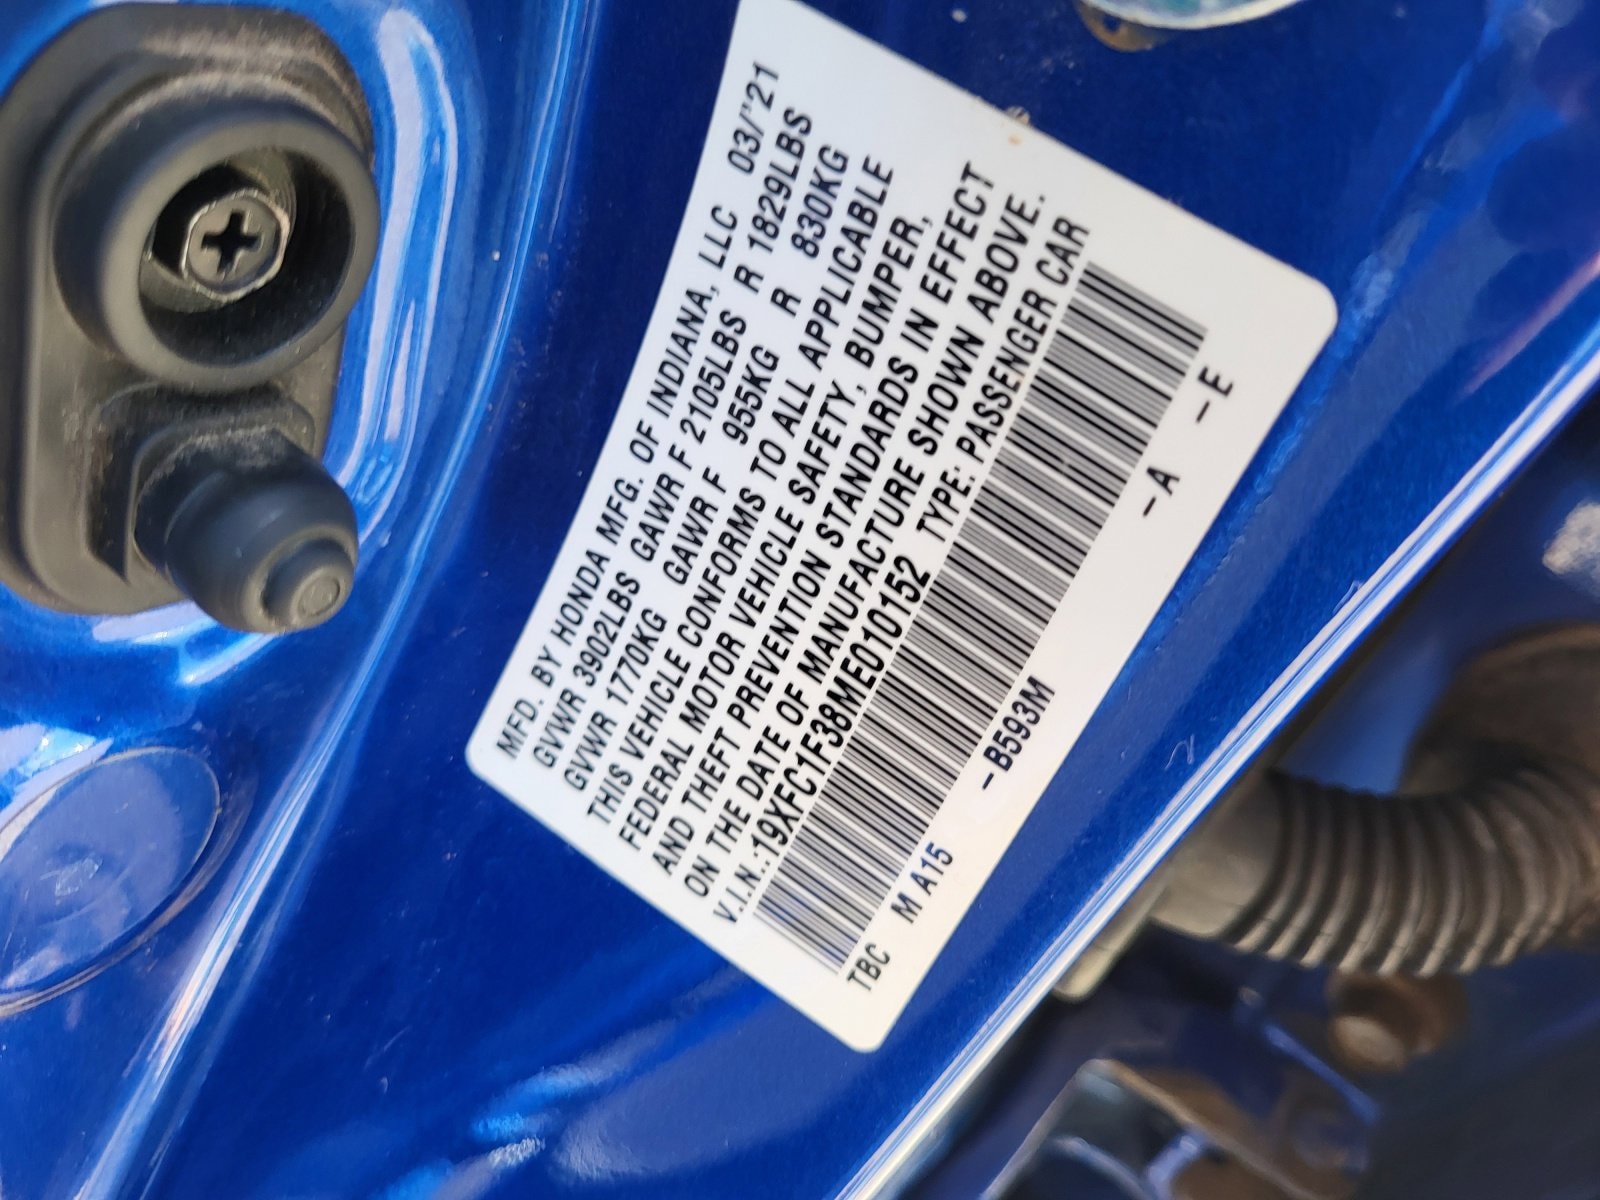 MFD. BY HONDA MFG. OF INDIANA, LLC 03/'21
GVWR 3902LBS GAWR F 2105LBS R 1829LBS
GVWR 1770KG GAWR F 955KG R 830KG
THIS VEHICLE CONFORMS TO ALL APPLICABLE
FEDERAL MOTOR VEHICLE SAFETY, BUMPER,
AND THEFT PREVENTION STANDARDS IN EFFECT
ON THE DATE OF MANUFACTURE SHOWN ABOVE.
V.I.N.:19XFC1F38ME010152 TYPE: PASSENGER CAR
TBC M A15 -B593M -A -E